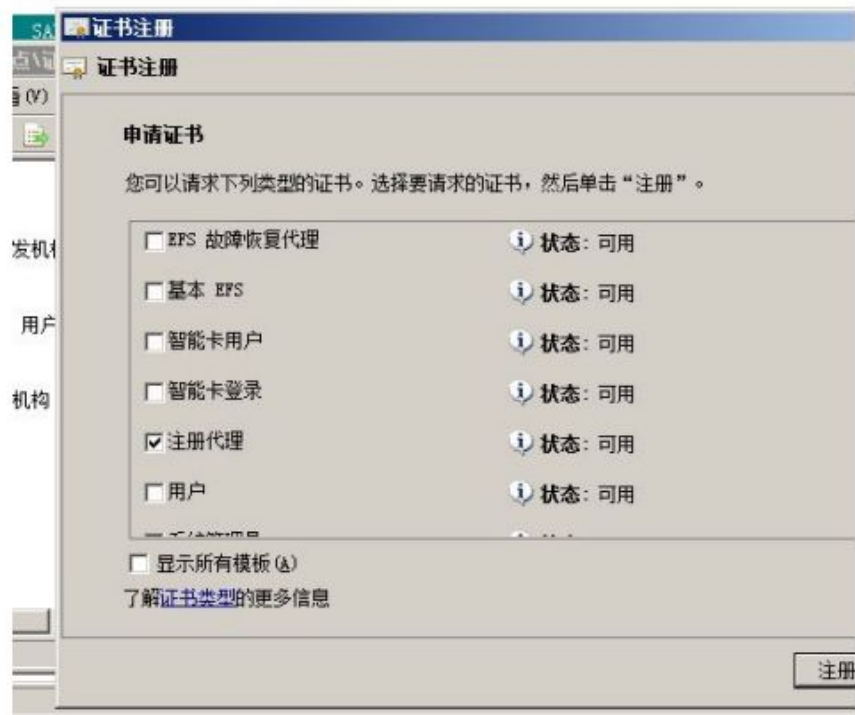 SA
证书注册
点\证
证书注册
看(V)
申请证书
您可以请求下列类型的证书。选择要请求的证书，然后单击“注册”。
EFS 故障恢复代理
状态: 可用
发机构
基本 EFS
状态: 可用
用户
智能卡用户
状态: 可用
机构
智能卡登录
状态: 可用
注册代理
状态: 可用
用户
状态: 可用
显示所有模板(A)
了解证书类型的更多信息
注册